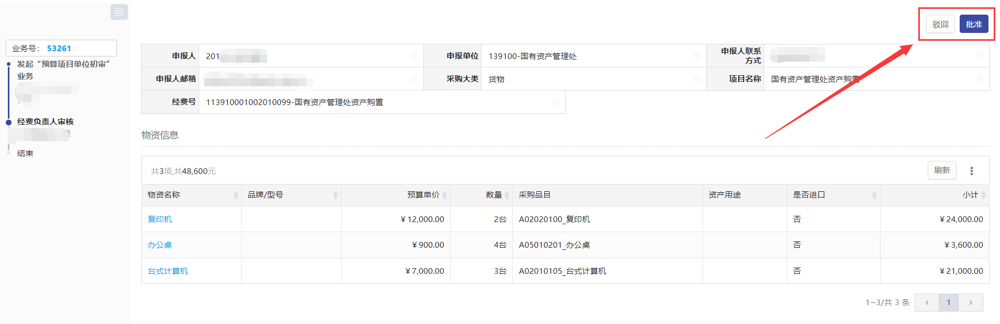 驳回 批准
业务号： 53261
发起“预算项目单位初审”
业务
经费负责人审核
结束
申报人 201 申报单位 139100-国有资产管理处 申报人联系
方式
申报人邮箱 采购大类 货物 项目名称 国有资产管理处资产购置
经费号 113910001002010099-国有资产管理处资产购置
物资信息
共3项,共48,600元 刷新
物资名称 品牌/型号 预算单价 数量 采购品目 资产用途 是否进口 小计
复印机 ￥12,000.00 2台 A02020100_复印机 否 ￥24,000.00
办公桌 ￥900.00 4台 A05010201_办公桌 否 ￥3,600.00
台式计算机 ￥7,000.00 3台 A02010105_台式计算机 否 ￥21,000.00
1~3/共 3 条 ‹ 1 ›